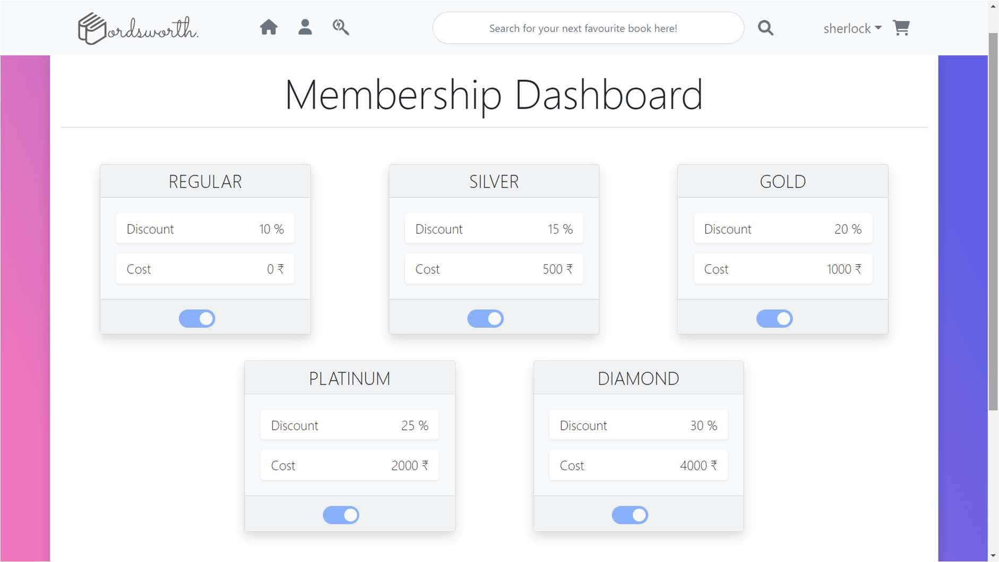 Wordsworth.
Search for your next favourite book here!
sherlock
Membership Dashboard
REGULAR
Discount 10 %
Cost 0 ₹
SILVER
Discount 15 %
Cost 500 ₹
GOLD
Discount 20 %
Cost 1000 ₹
PLATINUM
Discount 25 %
Cost 2000 ₹
DIAMOND
Discount 30 %
Cost 4000 ₹